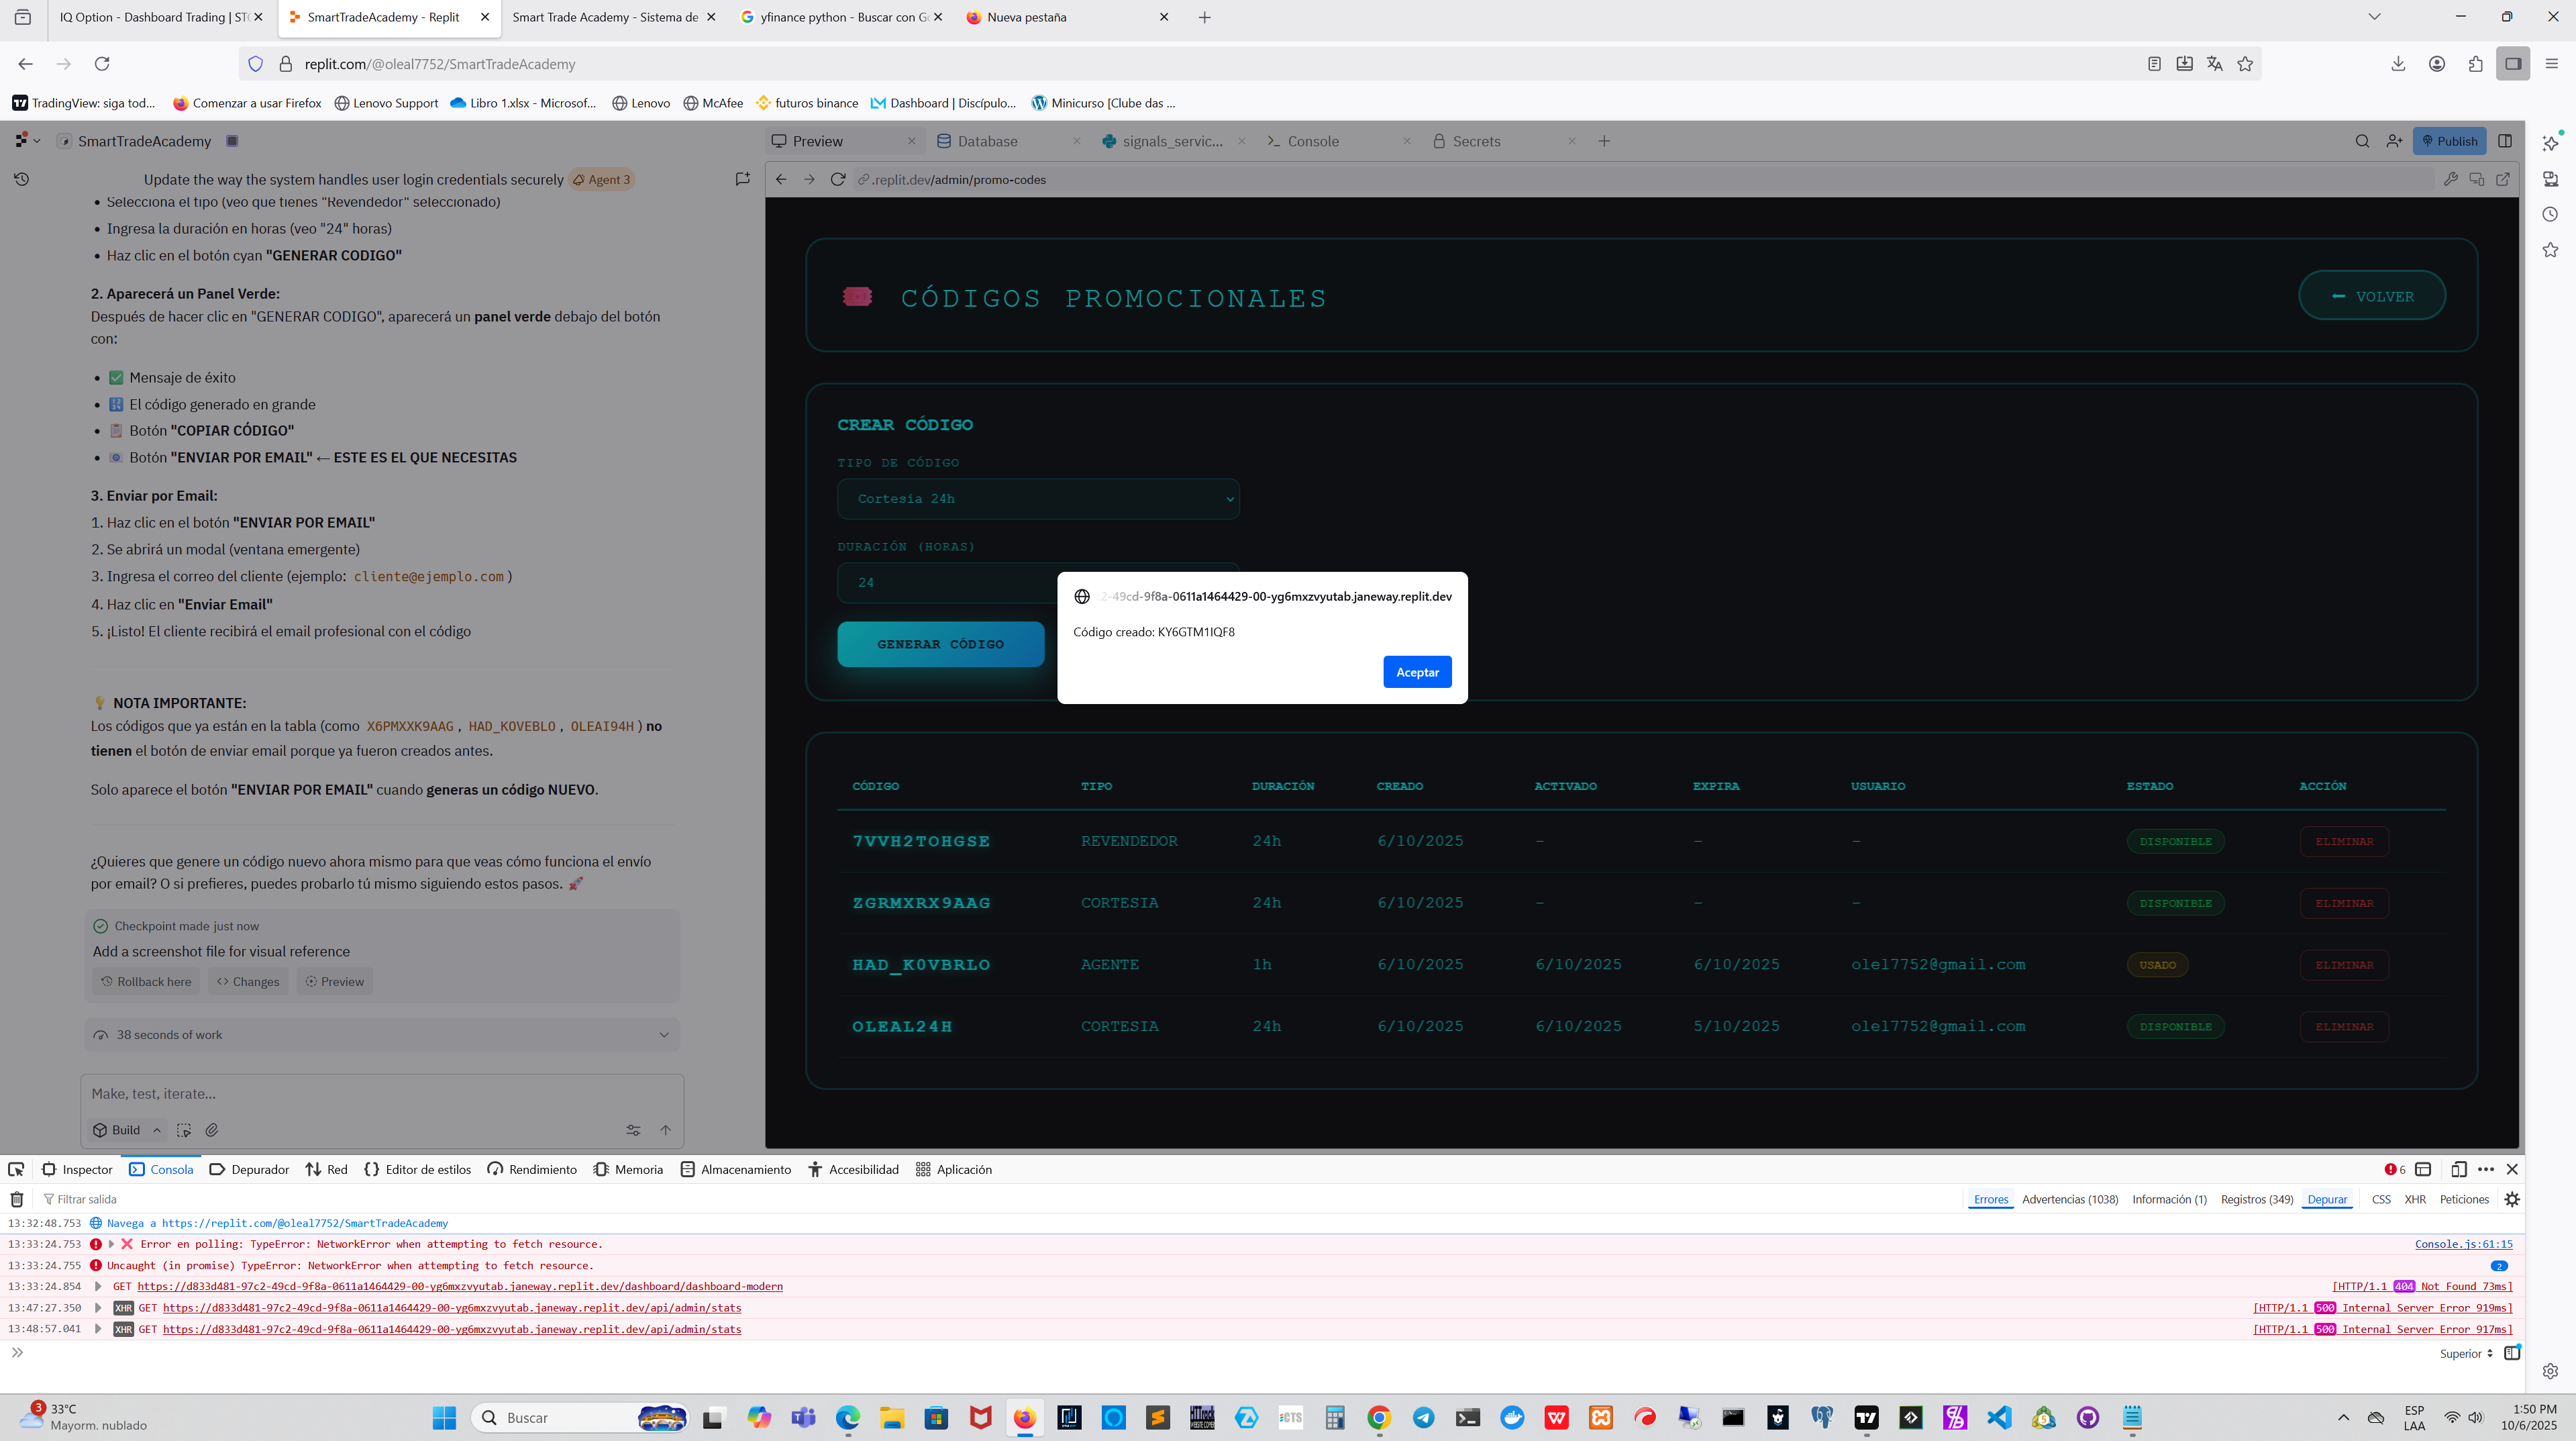 IQ Option - Dashboard Trading | STO
SmartTradeAcademy - Replit
Smart Trade Academy - Sistema de
yfinance python - Buscar con Go
Nueva pestaña
replit.com/@oleal7752/SmartTradeAcademy
TradingView: siga tod...
Comenzar a usar Firefox
Lenovo Support
Libro 1.xlsx - Microsof...
Lenovo
McAfee
futuros binance
Dashboard | Discípulo...
Minicurso [Clube das ...
SmartTradeAcademy
Preview
Database
signals_servic...
Console
Secrets
Publish
Update the way the system handles user login credentials securely
Agent 3
.replit.dev/admin/promo-codes
Selecciona el tipo (veo que tienes "Revendedor" seleccionado)
Ingresa la duración en horas (veo "24" horas)
Haz clic en el botón cyan "GENERAR CODIGO"
2. Aparecerá un Panel Verde:
Después de hacer clic en "GENERAR CODIGO", aparecerá un panel verde debajo del botón
con:
Mensaje de éxito
El código generado en grande
Botón "COPIAR CÓDIGO"
Botón "ENVIAR POR EMAIL" ← ESTE ES EL QUE NECESITAS
3. Enviar por Email:
1. Haz clic en el botón "ENVIAR POR EMAIL"
2. Se abrirá un modal (ventana emergente)
3. Ingresa el correo del cliente (ejemplo: cliente@ejemplo.com)
4. Haz clic en "Enviar Email"
5. ¡Listo! El cliente recibirá el email profesional con el código
NOTA IMPORTANTE:
Los códigos que ya están en la tabla (como X6PMXXK9AAG, HAD_KOVEBLO, OLEAI94H) no
tienen el botón de enviar email porque ya fueron creados antes.
Solo aparece el botón "ENVIAR POR EMAIL" cuando generas un código NUEVO.
¿Quieres que genere un código nuevo ahora mismo para que veas cómo funciona el envío
por email? O si prefieres, puedes probarlo tú mismo siguiendo estos pasos.
Checkpoint made just now
Add a screenshot file for visual reference
Rollback here
Changes
Preview
38 seconds of work
Make, test, iterate...
Build
CÓDIGOS PROMOCIONALES
← VOLVER
CREAR CÓDIGO
TIPO DE CÓDIGO
Cortesia 24h
DURACIÓN (HORAS)
24
GENERAR CÓDIGO
2-49cd-9f8a-0611a1464429-00-yg6mxzvyutab.janeway.replit.dev
Código creado: KY6GTM1IQF8
Aceptar
CÓDIGO TIPO DURACIÓN CREADO ACTIVADO EXPIRA USUARIO ESTADO ACCIÓN
7VVH2TOHGSE REVENDEDOR 24h 6/10/2025 - - - DISPONIBLE ELIMINAR
ZGRMXRX9AAG CORTESIA 24h 6/10/2025 - - - DISPONIBLE ELIMINAR
HAD_K0VBRLO AGENTE 1h 6/10/2025 6/10/2025 6/10/2025 olel7752@gmail.com USADO ELIMINAR
OLEAL24H CORTESIA 24h 6/10/2025 6/10/2025 5/10/2025 olel7752@gmail.com DISPONIBLE ELIMINAR
Inspector
Consola
Depurador
Red
Editor de estilos
Rendimiento
Memoria
Almacenamiento
Accesibilidad
Aplicación
6
Filtrar salida
Errores
Advertencias (1038)
Información (1)
Registros (349)
Depurar
CSS
XHR
Peticiones
13:32:48.753 Navega a https://replit.com/@oleal7752/SmartTradeAcademy
13:33:24.753 Error en polling: TypeError: NetworkError when attempting to fetch resource. Console.js:61:15
13:33:24.755 Uncaught (in promise) TypeError: NetworkError when attempting to fetch resource. 2
13:33:24.854 GET https://d833d481-97c2-49cd-9f8a-0611a1464429-00-yg6mxzvyutab.janeway.replit.dev/dashboard/dashboard-modern [HTTP/1.1 404 Not Found 73ms]
13:47:27.350 XHR GET https://d833d481-97c2-49cd-9f8a-0611a1464429-00-yg6mxzvyutab.janeway.replit.dev/api/admin/stats [HTTP/1.1 500 Internal Server Error 919ms]
13:48:57.041 XHR GET https://d833d481-97c2-49cd-9f8a-0611a1464429-00-yg6mxzvyutab.janeway.replit.dev/api/admin/stats [HTTP/1.1 500 Internal Server Error 917ms]
Superior
3
33°C
Mayorm. nublado
Buscar
CTS
ESP
LAA
1:50 PM
10/6/2025